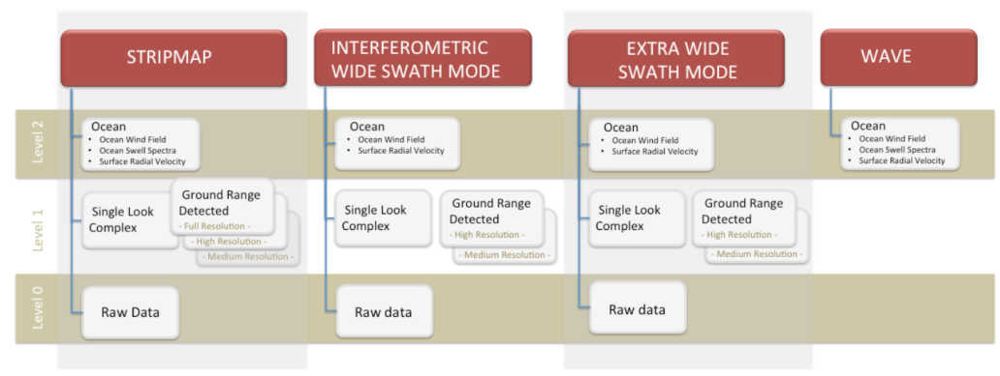 STRIPMAP
INTERFEROMETRIC
WIDE SWATH MODE
EXTRA WIDE
SWATH MODE
WAVE
Level 2
Ocean
• Ocean Wind Field
• Ocean Swell Spectra
• Surface Radial Velocity
Ocean
• Ocean Wind Field
• Surface Radial Velocity
Ocean
• Ocean Wind Field
• Surface Radial Velocity
Ocean
• Ocean Wind Field
• Ocean Swell Spectra
• Surface Radial Velocity
Level 1
Single Look
Complex
Ground Range
Detected
- Full Resolution -
- High Resolution -
- Medium Resolution -
Single Look
Complex
Ground Range
Detected
- High Resolution -
- Medium Resolution -
Single Look
Complex
Ground Range
Detected
- High Resolution -
- Medium Resolution -
Level 0
Raw Data
Raw data
Raw data